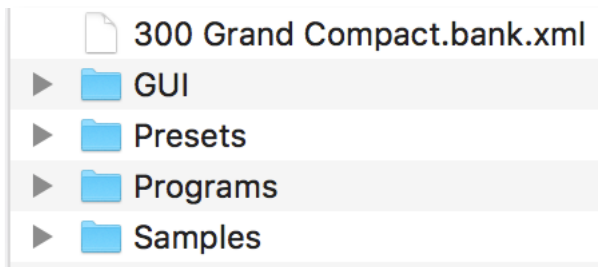 300 Grand Compact.bank.xml
GUI
Presets
Programs
Samples